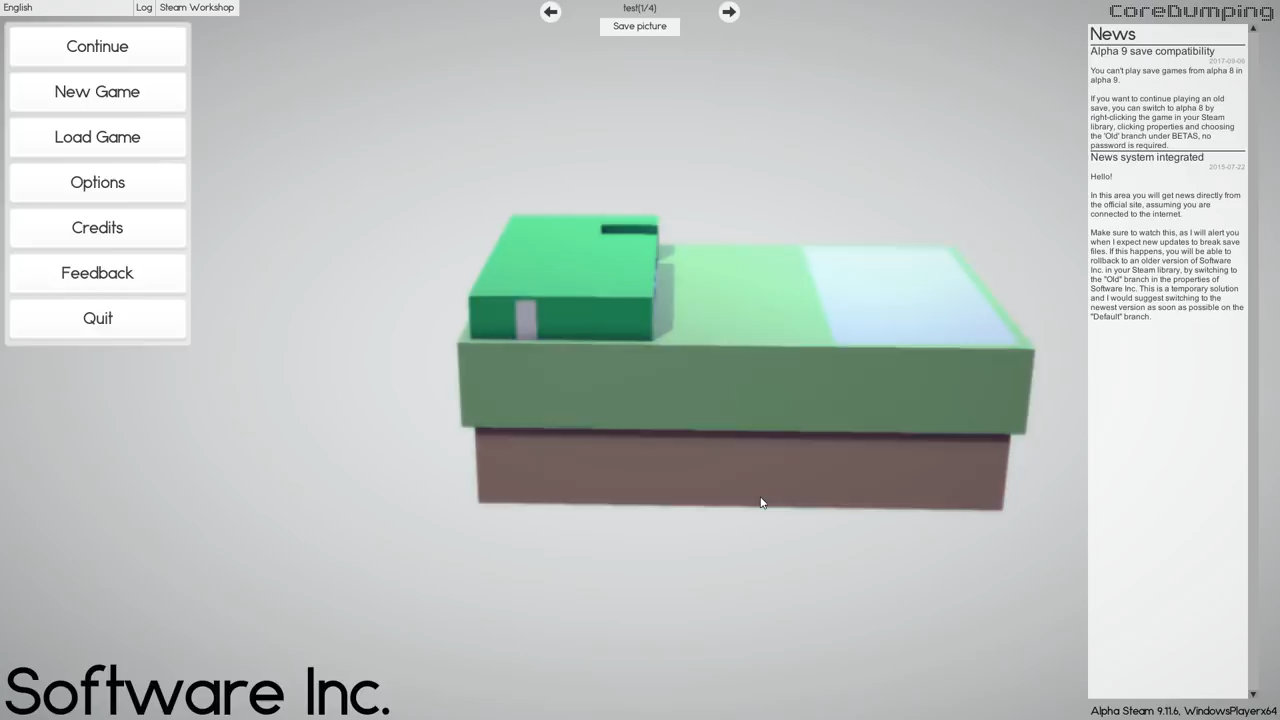 English
Log
Steam Workshop
test(1/4)
Save picture
CoreDumping
Continue
New Game
Load Game
Options
Credits
Feedback
Quit
News
Alpha 9 save compatibility
2017-09-06
You can't play save games from alpha 8 in
alpha 9.
If you want to continue playing an old
save, you can switch to alpha 8 by
right-clicking the game in your Steam
library, clicking properties and choosing
the 'Old' branch under BETAS, no
password is required.
News system integrated
2015-07-22
Hello!
In this area you will get news directly from
the official site, assuming you are
connected to the internet.
Make sure to watch this, as I will alert you
when I expect new updates to break save
files. If this happens, you will be able to
rollback to an older version of Software
Inc. in your Steam library, by switching to
the "Old" branch in the properties of
Software Inc. This is a temporary solution
and I would suggest switching to the
newest version as soon as possible on the
"Default" branch.
Software Inc.
Alpha Steam 9.11.6, WindowsPlayerx64